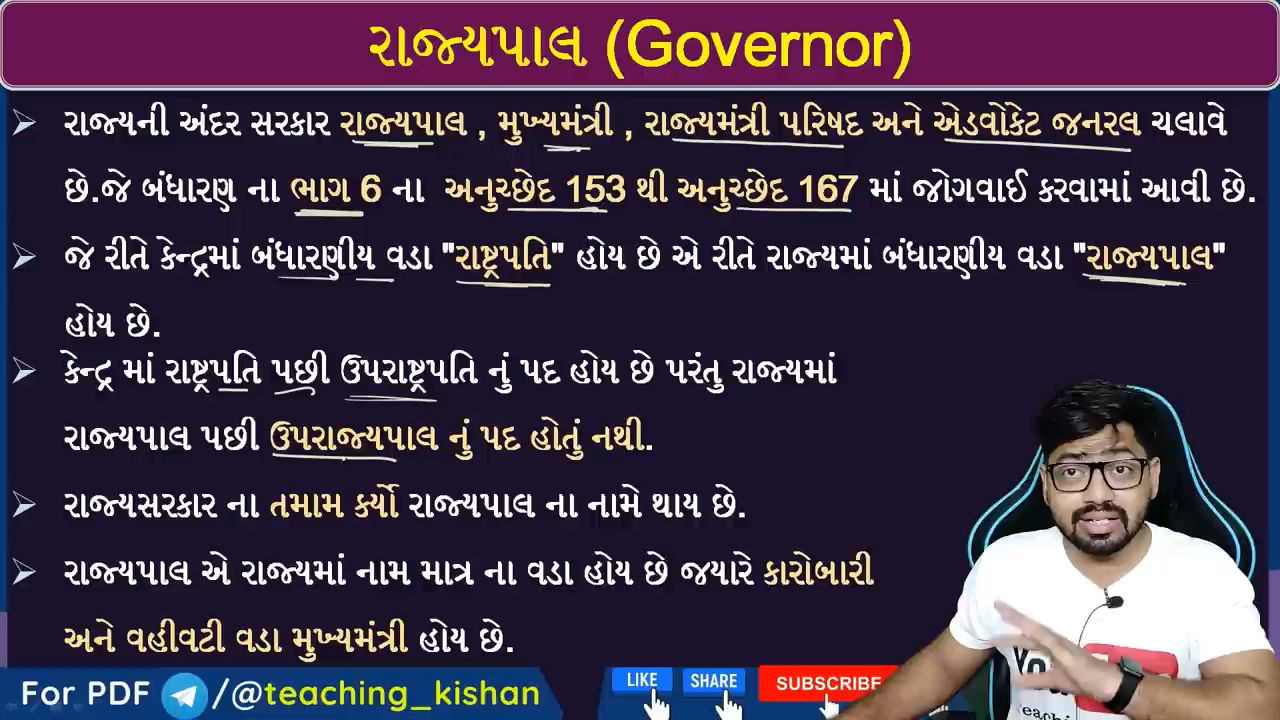 રાજ્યપાલ (Governor)
રાજ્યની અંદર સરકાર રાજ્યપાલ , મુખ્યમંત્રી , રાજ્યમંત્રી પરિષદ અને એડવોકેટ જનરલ ચલાવે
છે.જે બંધારણ ના ભાગ 6 ના અનુચ્છેદ 153 થી અનુચ્છેદ 167 માં જોગવાઈ કરવામાં આવી છે.
જે રીતે કેન્દ્રમાં બંધારણીય વડા "રાષ્ટ્રપતિ" હોય છે એ રીતે રાજ્યમાં બંધારણીય વડા "રાજ્યપાલ"
હોય છે.
કેન્દ્ર માં રાષ્ટ્રપતિ પછી ઉપરાષ્ટ્રપતિ નું પદ હોય છે પરંતુ રાજ્યમાં
રાજ્યપાલ પછી ઉપરાજ્યપાલ નું પદ હોતું નથી.
રાજ્યસરકાર ના તમામ કર્યો રાજ્યપાલ ના નામે થાય છે.
રાજ્યપાલ એ રાજ્યમાં નામ માત્ર ના વડા હોય છે જયારે કારોબારી
અને વહીવટી વડા મુખ્યમંત્રી હોય છે.
For PDF /@teaching_kishan
LIKE SHARE SUBSCRIBE